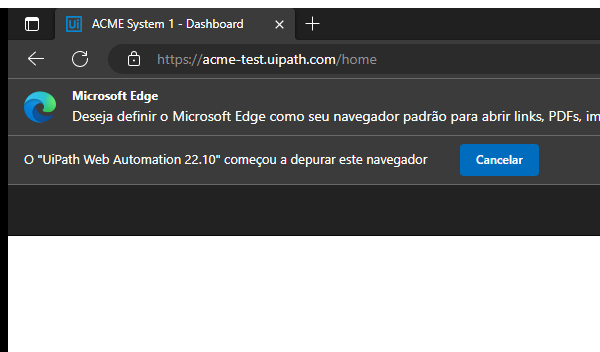 Ui ACME System 1 - Dashboard
https://acme-test.uipath.com/home
Microsoft Edge
Deseja definir o Microsoft Edge como seu navegador padrão para abrir links, PDFs, im
O "UiPath Web Automation 22.10" começou a depurar este navegador
Cancelar